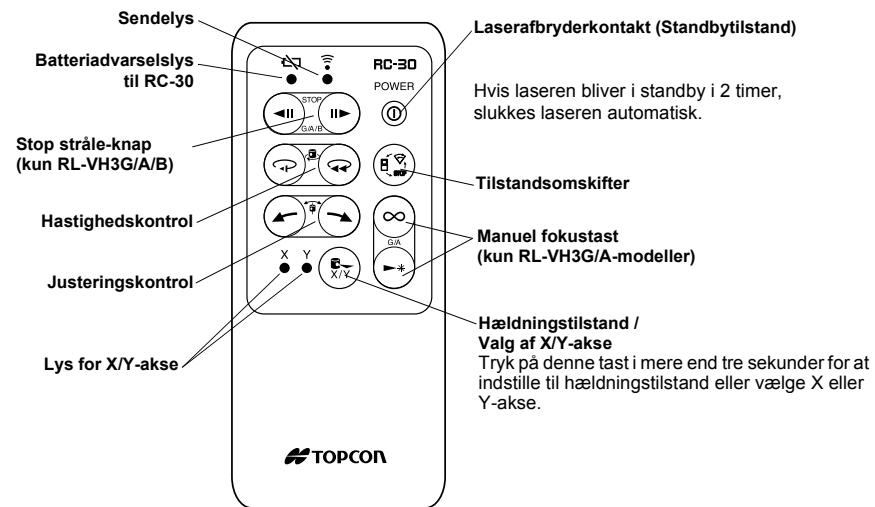 Sendelys
Batteriadvarselslys
til RC-30
Stop stråle-knap
(kun RL-VH3G/A/B)
Hastighedskontrol
Justeringskontrol
Lys for X/Y-akse
RC-30
POWER
STOP
G/A/B
STOP
G/A
X Y
X/Y
TOPCON
Laserafbryderkontakt (Standbytilstand)
Hvis laseren bliver i standby i 2 timer,
slukkes laseren automatisk.
Tilstandsomskifter
Manuel fokustast
(kun RL-VH3G/A-modeller)
Hældningstilstand /
Valg af X/Y-akse
Tryk på denne tast i mere end tre sekunder for at
indstille til hældningstilstand eller vælge X eller
Y-akse.